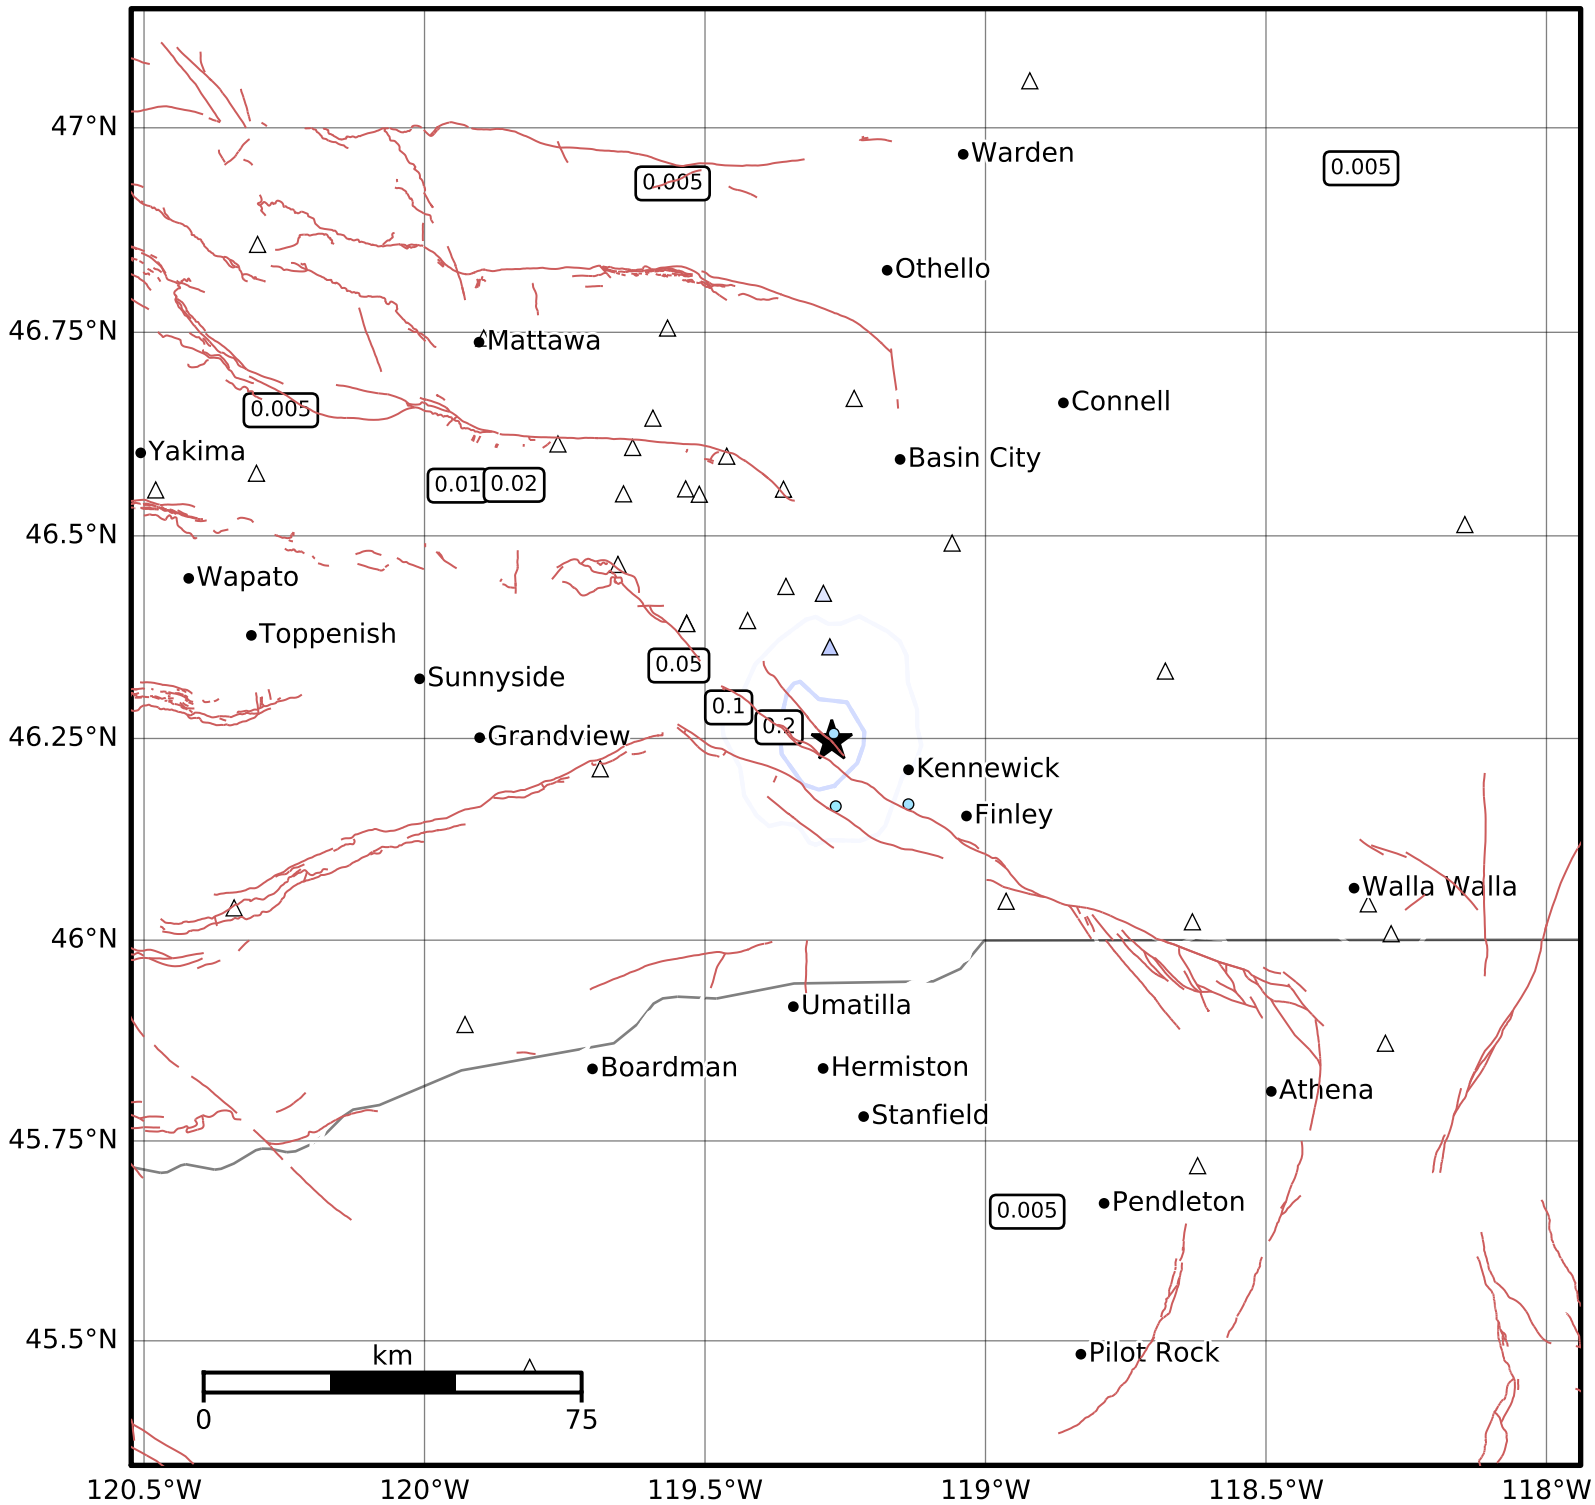 47°N
Warden
0.005
0.005
Othello
46.75°N
Mattawa
Connell
0.005
Yakima
Basin City
0.01
0.02
46.5°N
Wapato
Toppenish
0.05
Sunnyside
0.1
0.2
46.25°N
Grandview
Kennewick
Finley
Walla Walla
46°N
Umatilla
Boardman
Hermiston
Athena
Stanfield
45.75°N
Pendleton
0.005
45.5°N
Pilot Rock
km
0
75
120.5°W
120°W
119.5°W
119°W
118.5°W
118°W